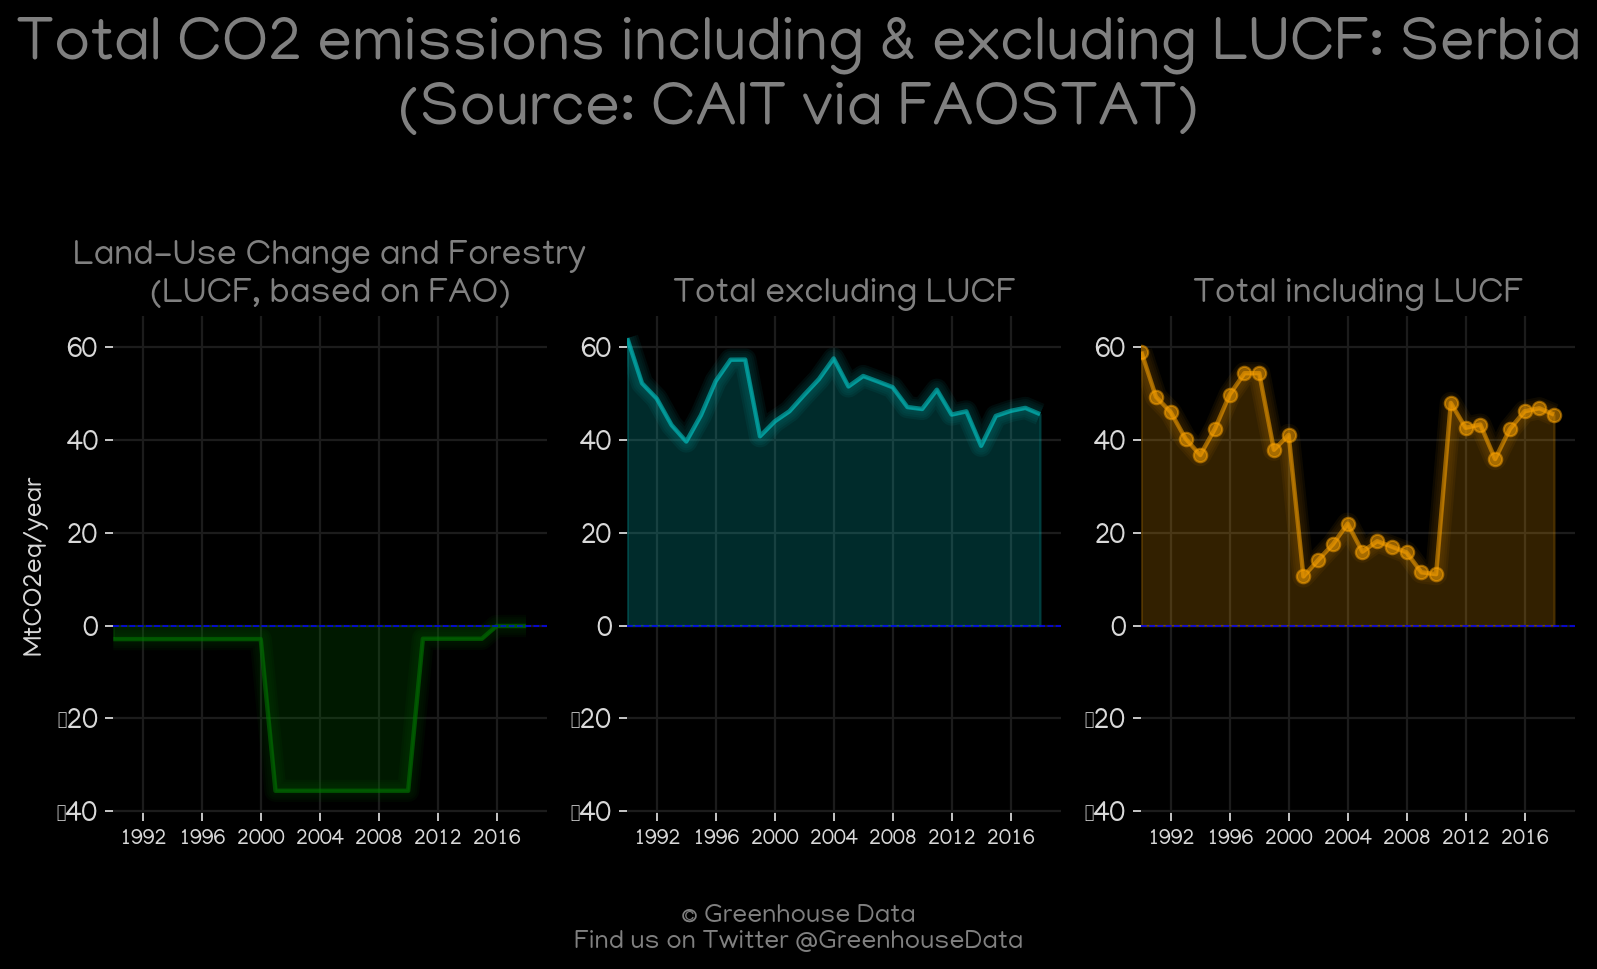 Total CO2 emissions including & excluding LUCF: Serbia
(Source: CAIT via FAOSTAT)
Land-Use Change and Forestry
(LUCF, based on FAO)
Total excluding LUCF
Total including LUCF
MtCO2eq/year
60
40
20
0
▯20
▯40
1992 1996 2000 2004 2008 2012 2016
60
40
20
0
▯20
▯40
1992 1996 2000 2004 2008 2012 2016
60
40
20
0
▯20
▯40
1992 1996 2000 2004 2008 2012 2016
© Greenhouse Data
Find us on Twitter @GreenhouseData